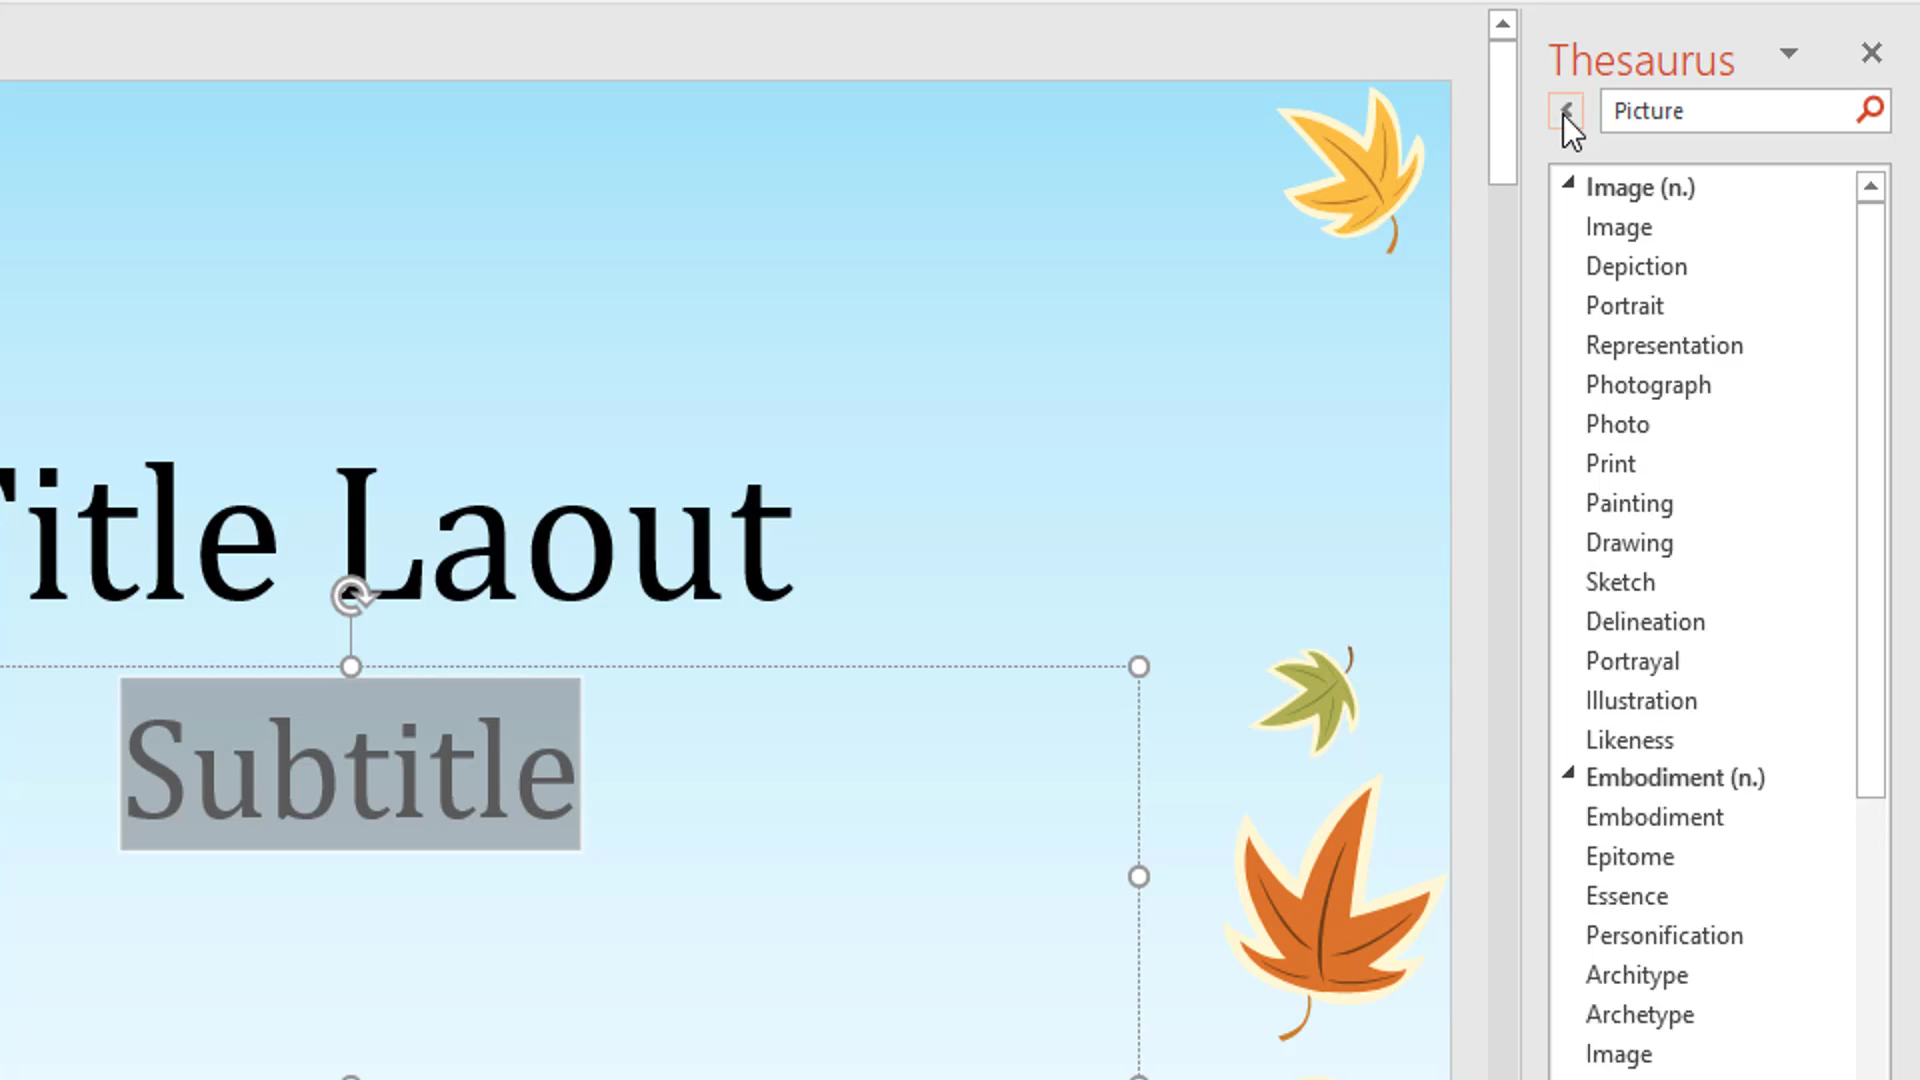 Thesaurus
Picture
Image (n.)
Image
Depiction
Portrait
Representation
Photograph
Photo
Print
Painting
Drawing
Sketch
Delineation
Portrayal
Illustration
Likeness
Embodiment (n.)
Embodiment
Epitome
Essence
Personification
Architype
Archetype
Image
Title Laout
Subtitle